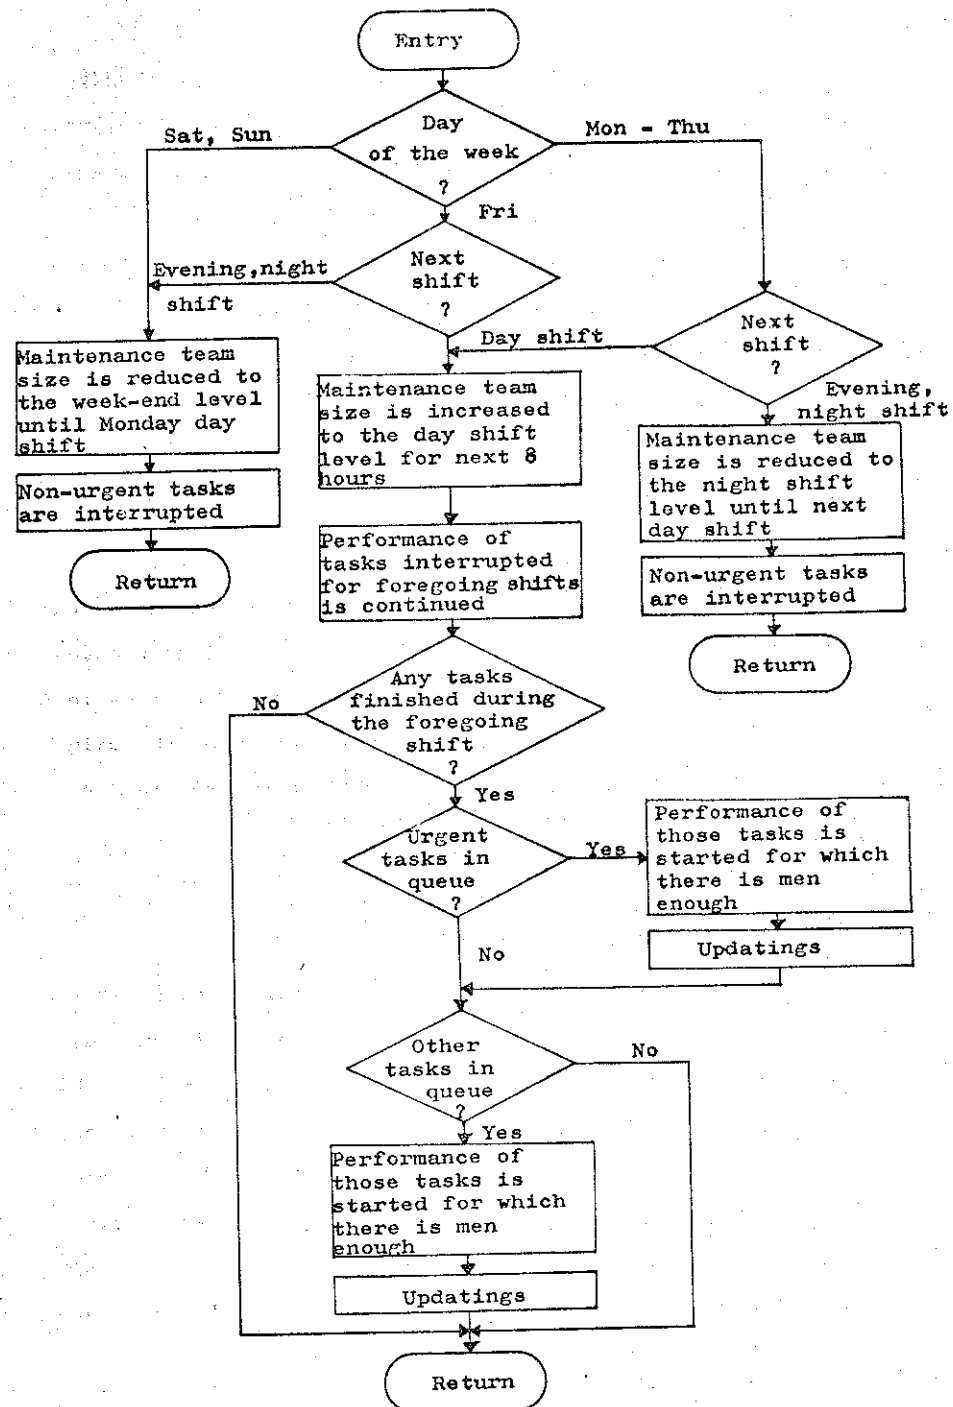 Entry
Day
of the week
?
Sat, Sun
Mon - Thu
Fri
Next
shift
?
Evening,night
shift
Day shift
Next
shift
?
Evening,
night shift
Maintenance team
size is reduced to
the week-end level
until Monday day
shift
Non-urgent tasks
are interrupted
Return
Maintenance team
size is increased
to the day shift
level for next 8
hours
Performance of
tasks interrupted
for foregoing shifts
is continued
Maintenance team
size is reduced to
the night shift
level until next
day shift
Non-urgent tasks
are interrupted
Return
Any tasks
finished during
the foregoing
shift
?
No
Yes
Urgent
tasks in
queue
?
Yes
Performance of
those tasks is
started for which
there is men
enough
Updatings
No
Other
tasks in
queue
?
No
Yes
Performance of
those tasks is
started for which
there is men
enough
Updatings
Return